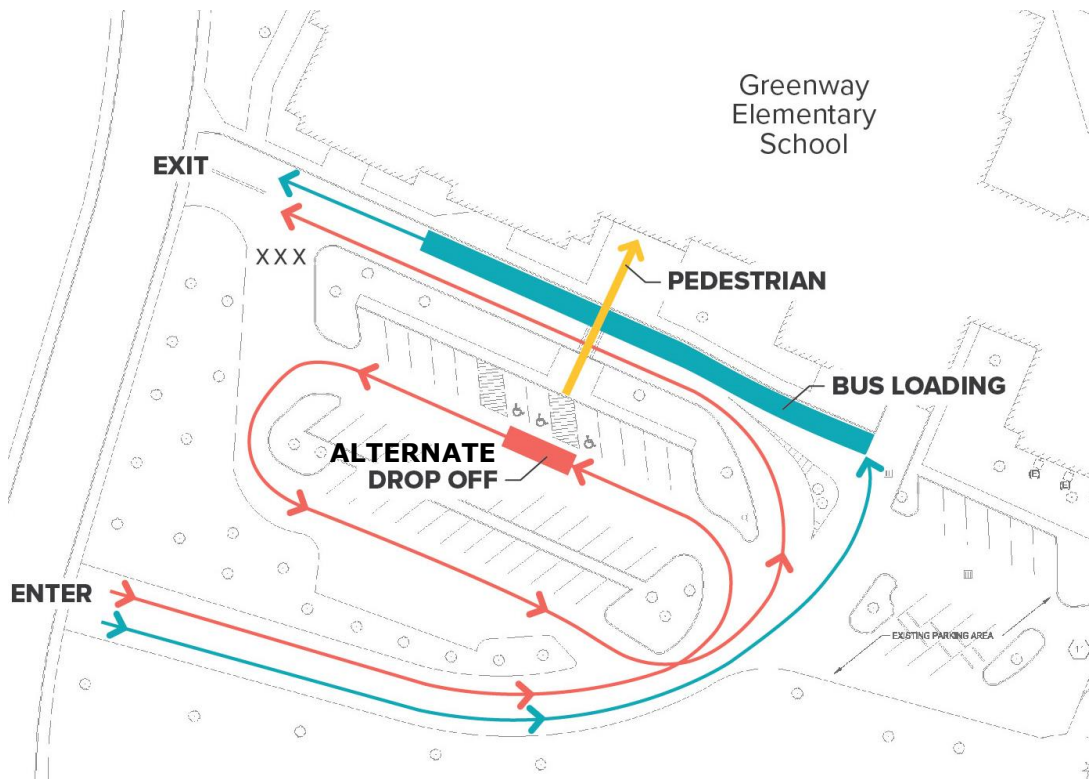 Greenway
Elementary
School
EXIT
XXX
PEDESTRIAN
BUS LOADING
ALTERNATE
DROP OFF
ENTER
EXISTING PARKING AREA